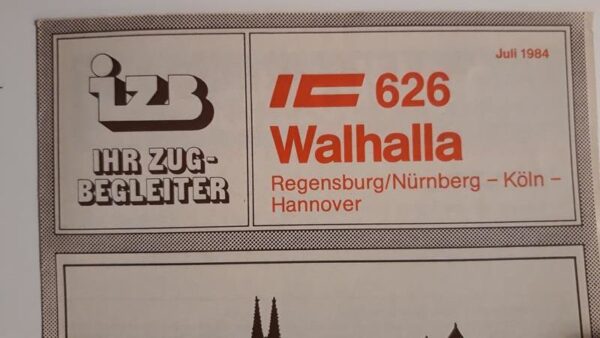 izb
IHR ZUG-
BEGLEITER
Juli 1984
IC 626
Walhalla
Regensburg/Nürnberg – Köln –
Hannover